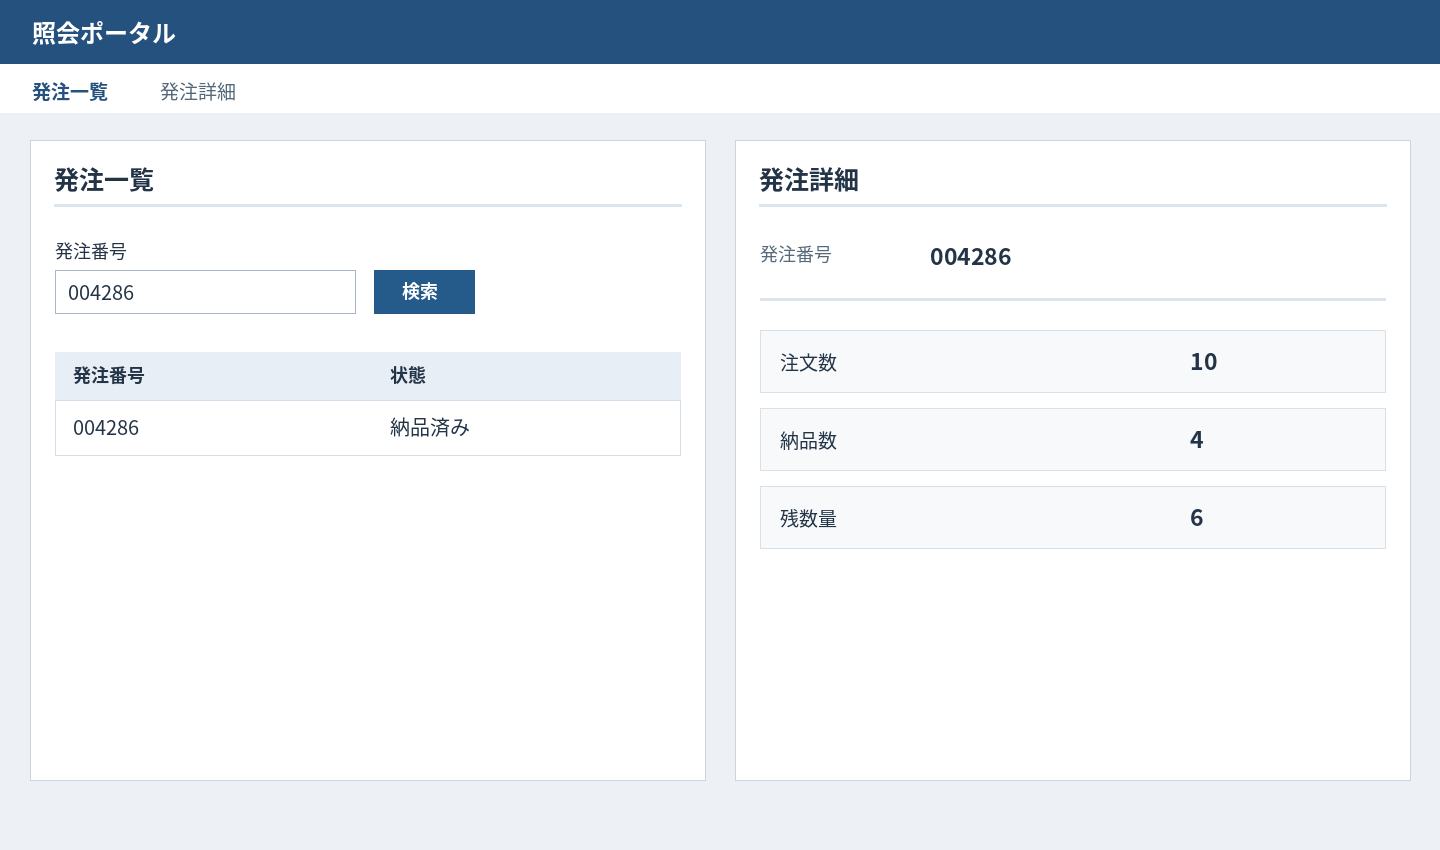 照会ポータル
発注一覧 発注詳細
発注一覧
発注番号
004286 検索
発注番号 状態
004286 納品済み
発注詳細
発注番号 004286
注文数 10
納品数 4
残数量 6